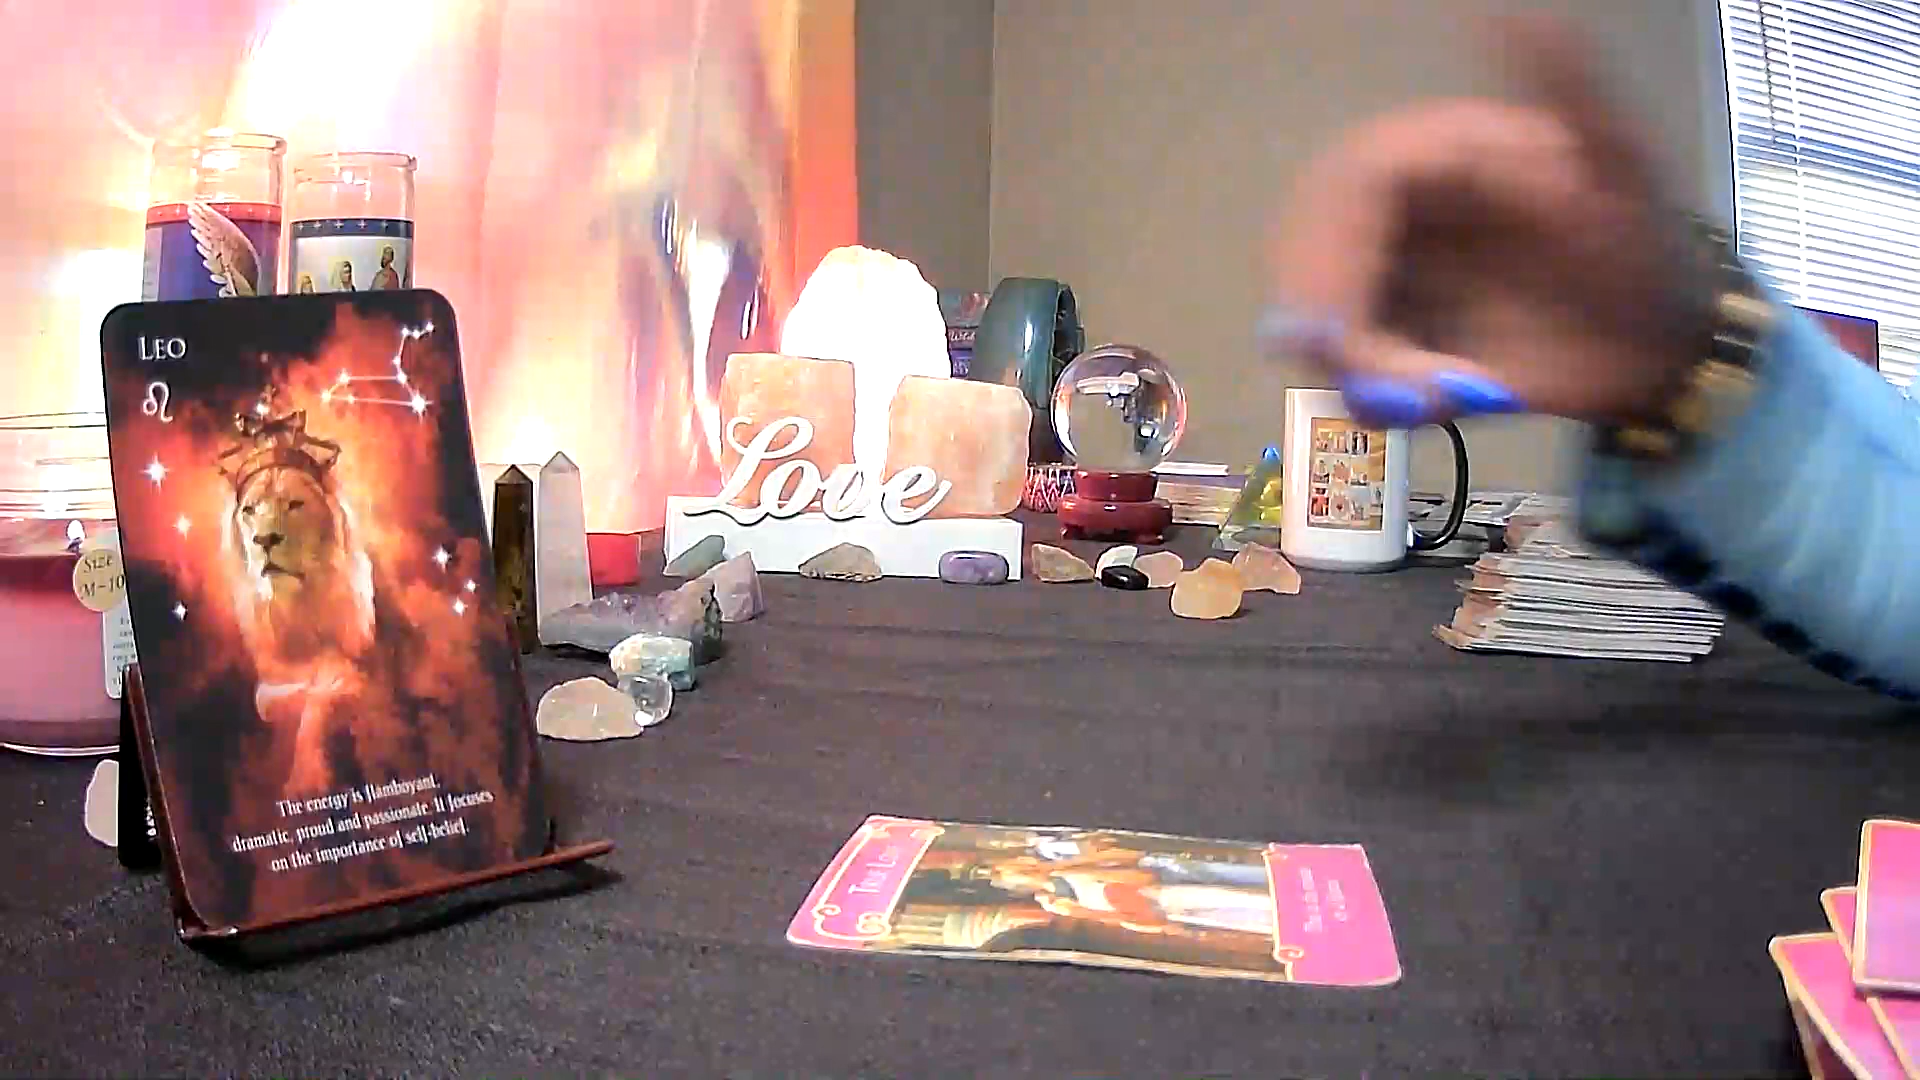 LEO
The energy is flamboyant,
dramatic, proud and passionate. It focuses
on the importance of self-belief.
Size
M-10
Love
True Love